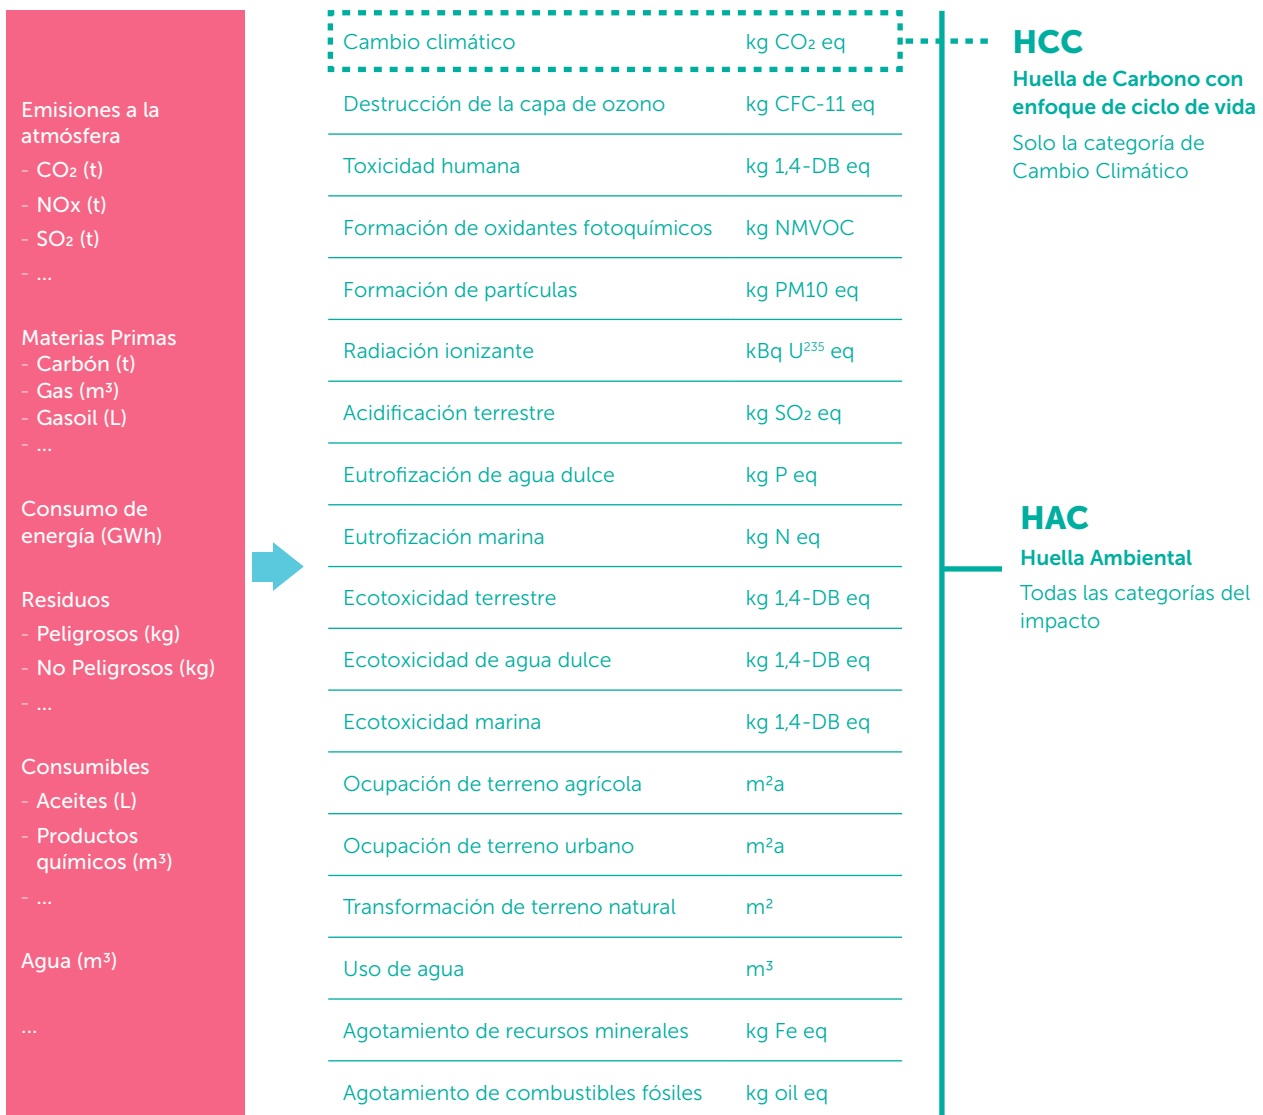 Emisiones a la
atmósfera
- CO₂ (t)
- NOx (t)
- SO₂ (t)
- ...
Materias Primas
- Carbón (t)
- Gas (m³)
- Gasoil (L)
- ...
Consumo de
energía (GWh)
Residuos
- Peligrosos (kg)
- No Peligrosos (kg)
- ...
Consumibles
- Aceites (L)
- Productos
químicos (m³)
- ...
Agua (m³)
...
Cambio climático kg CO₂ eq
Destrucción de la capa de ozono kg CFC-11 eq
Toxicidad humana kg 1,4-DB eq
Formación de oxidantes fotoquímicos kg NMVOC
Formación de partículas kg PM10 eq
Radiación ionizante kBq U²³⁵ eq
Acidificación terrestre kg SO₂ eq
Eutrofización de agua dulce kg P eq
Eutrofización marina kg N eq
Ecotoxicidad terrestre kg 1,4-DB eq
Ecotoxicidad de agua dulce kg 1,4-DB eq
Ecotoxicidad marina kg 1,4-DB eq
Ocupación de terreno agrícola m²a
Ocupación de terreno urbano m²a
Transformación de terreno natural m²
Uso de agua m³
Agotamiento de recursos minerales kg Fe eq
Agotamiento de combustibles fósiles kg oil eq
HCC
Huella de Carbono con
enfoque de ciclo de vida
Solo la categoría de
Cambio Climático
HAC
Huella Ambiental
Todas las categorías del
impacto